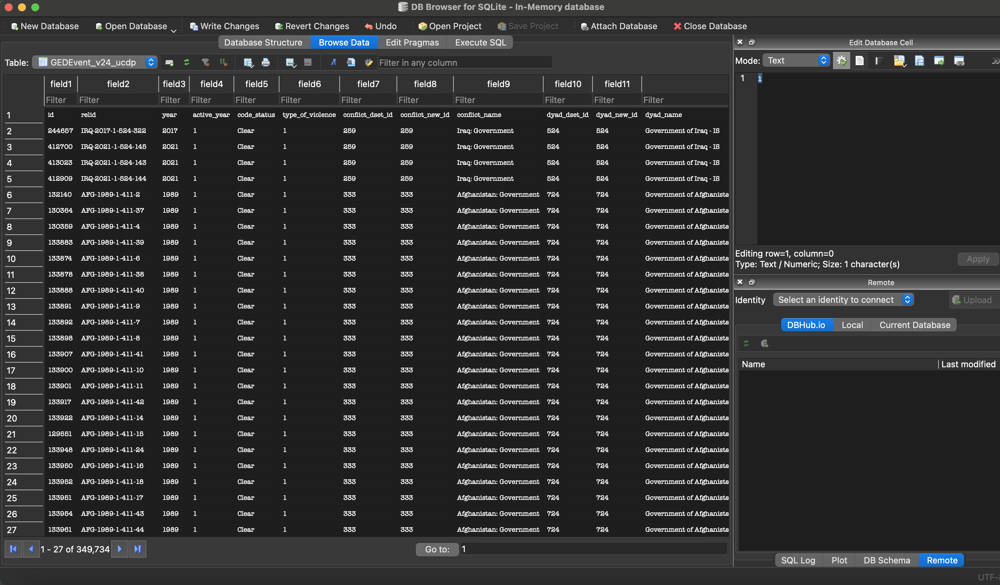 DB Browser for SQLite - In-Memory database
New Database Open Database Write Changes Revert Changes Undo Open Project Save Project Attach Database Close Database
Database Structure Browse Data Edit Pragmas Execute SQL
Table: GEDEvent_v24_ucdp Filter in any column
field1 field2 field3 field4 field5 field6 field7 field8 field9 field10 field11
Filter Filter Filter Filter Filter Filter Filter Filter Filter Filter Filter Filter
1 id relid year active_year code_status type_of_violence conflict_dset_id conflict_new_id conflict_name dyad_dset_id dyad_new_id dyad_name
2 244657 IRQ-2017-1-524-322 2017 1 Clear 1 259 259 Iraq: Government 524 524 Government of Iraq - IS
3 412700 IRQ-2021-1-524-145 2021 1 Clear 1 259 259 Iraq: Government 524 524 Government of Iraq - IS
4 413023 IRQ-2021-1-524-143 2021 1 Clear 1 259 259 Iraq: Government 524 524 Government of Iraq - IS
5 412909 IRQ-2021-1-524-144 2021 1 Clear 1 259 259 Iraq: Government 524 524 Government of Iraq - IS
6 132140 AFG-1989-1-411-2 1989 1 Clear 1 333 333 Afghanistan: Government 724 724 Government of Afghanista
7 130364 AFG-1989-1-411-37 1989 1 Clear 1 333 333 Afghanistan: Government 724 724 Government of Afghanista
8 130359 AFG-1989-1-411-4 1989 1 Clear 1 333 333 Afghanistan: Government 724 724 Government of Afghanista
9 133883 AFG-1989-1-411-39 1989 1 Clear 1 333 333 Afghanistan: Government 724 724 Government of Afghanista
10 133874 AFG-1989-1-411-6 1989 1 Clear 1 333 333 Afghanistan: Government 724 724 Government of Afghanista
11 133878 AFG-1989-1-411-38 1989 1 Clear 1 333 333 Afghanistan: Government 724 724 Government of Afghanista
12 133888 AFG-1989-1-411-40 1989 1 Clear 1 333 333 Afghanistan: Government 724 724 Government of Afghanista
13 133891 AFG-1989-1-411-9 1989 1 Clear 1 333 333 Afghanistan: Government 724 724 Government of Afghanista
14 133892 AFG-1989-1-411-7 1989 1 Clear 1 333 333 Afghanistan: Government 724 724 Government of Afghanista
15 133898 AFG-1989-1-411-8 1989 1 Clear 1 333 333 Afghanistan: Government 724 724 Government of Afghanista
16 133907 AFG-1989-1-411-41 1989 1 Clear 1 333 333 Afghanistan: Government 724 724 Government of Afghanista
17 133900 AFG-1989-1-411-10 1989 1 Clear 1 333 333 Afghanistan: Government 724 724 Government of Afghanista
18 133901 AFG-1989-1-411-11 1989 1 Clear 1 333 333 Afghanistan: Government 724 724 Government of Afghanista
19 133917 AFG-1989-1-411-42 1989 1 Clear 1 333 333 Afghanistan: Government 724 724 Government of Afghanista
20 133922 AFG-1989-1-411-14 1989 1 Clear 1 333 333 Afghanistan: Government 724 724 Government of Afghanista
21 129551 AFG-1989-1-411-15 1989 1 Clear 1 333 333 Afghanistan: Government 724 724 Government of Afghanista
22 133948 AFG-1989-1-411-24 1989 1 Clear 1 333 333 Afghanistan: Government 724 724 Government of Afghanista
23 133950 AFG-1989-1-411-16 1989 1 Clear 1 333 333 Afghanistan: Government 724 724 Government of Afghanista
24 133952 AFG-1989-1-411-18 1989 1 Clear 1 333 333 Afghanistan: Government 724 724 Government of Afghanista
25 133951 AFG-1989-1-411-17 1989 1 Clear 1 333 333 Afghanistan: Government 724 724 Government of Afghanista
26 133954 AFG-1989-1-411-43 1989 1 Clear 1 333 333 Afghanistan: Government 724 724 Government of Afghanista
27 133961 AFG-1989-1-411-44 1989 1 Clear 1 333 333 Afghanistan: Government 724 724 Government of Afghanista
1 - 27 of 349,734 Go to: 1
Edit Database Cell
Mode: Text
1 1
Editing row=1, column=0
Type: Text / Numeric; Size: 1 character(s)
Apply
Remote
Identity Select an identity to connect Upload
DBHub.io Local Current Database
Name Last modified
SQL Log Plot DB Schema Remote
UTF-